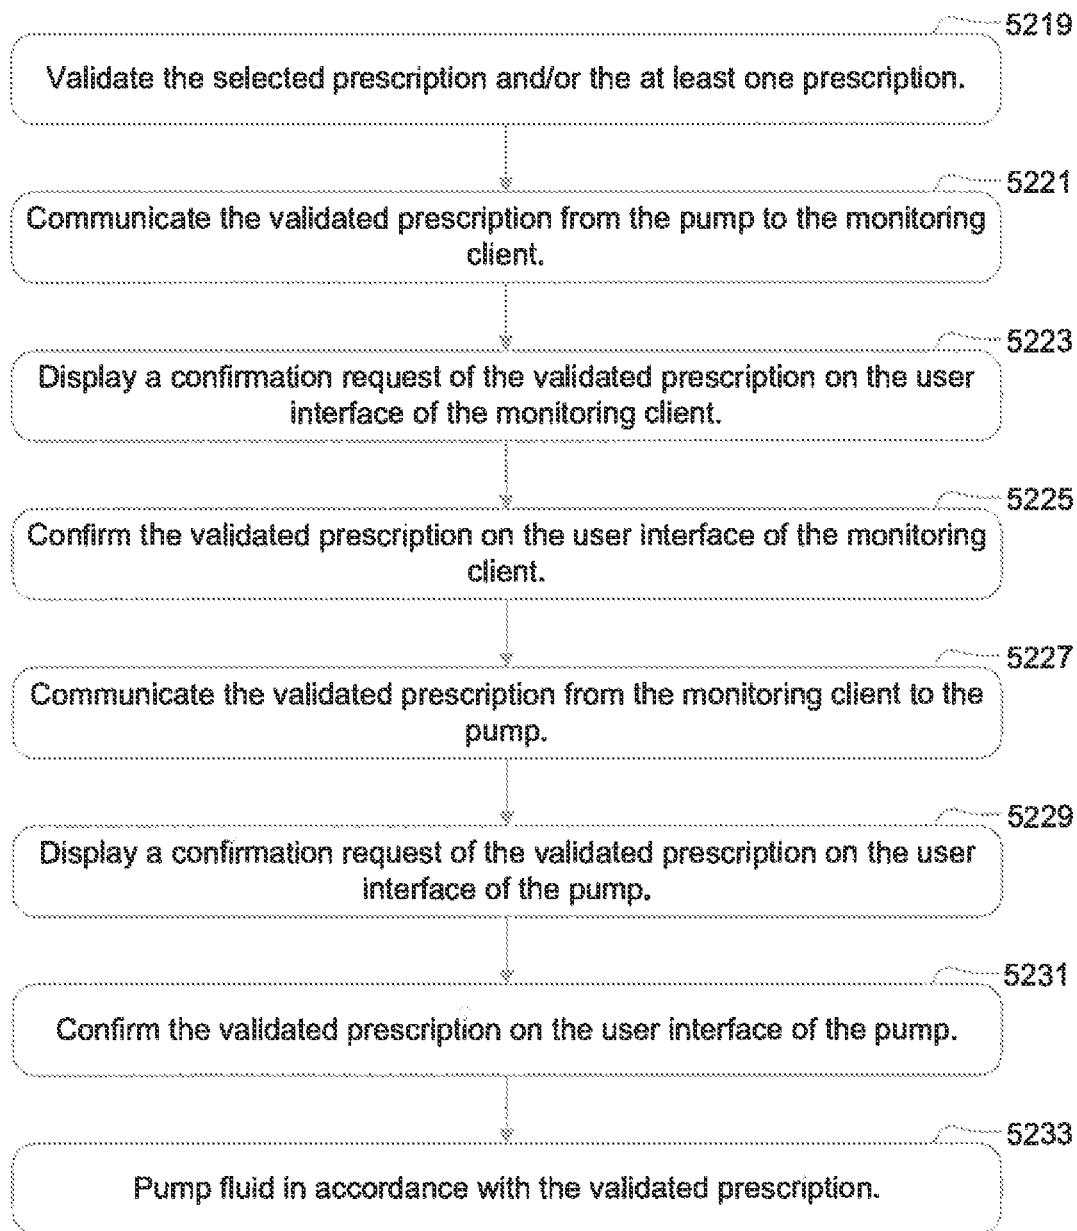 5219
Validate the selected prescription and/or the at least one prescription.
5221
Communicate the validated prescription from the pump to the monitoring
client.
5223
Display a confirmation request of the validated prescription on the user
interface of the monitoring client.
5225
Confirm the validated prescription on the user interface of the monitoring
client.
5227
Communicate the validated prescription from the monitoring client to the
pump.
5229
Display a confirmation request of the validated prescription on the user
interface of the pump.
5231
Confirm the validated prescription on the user interface of the pump.
5233
Pump fluid in accordance with the validated prescription.